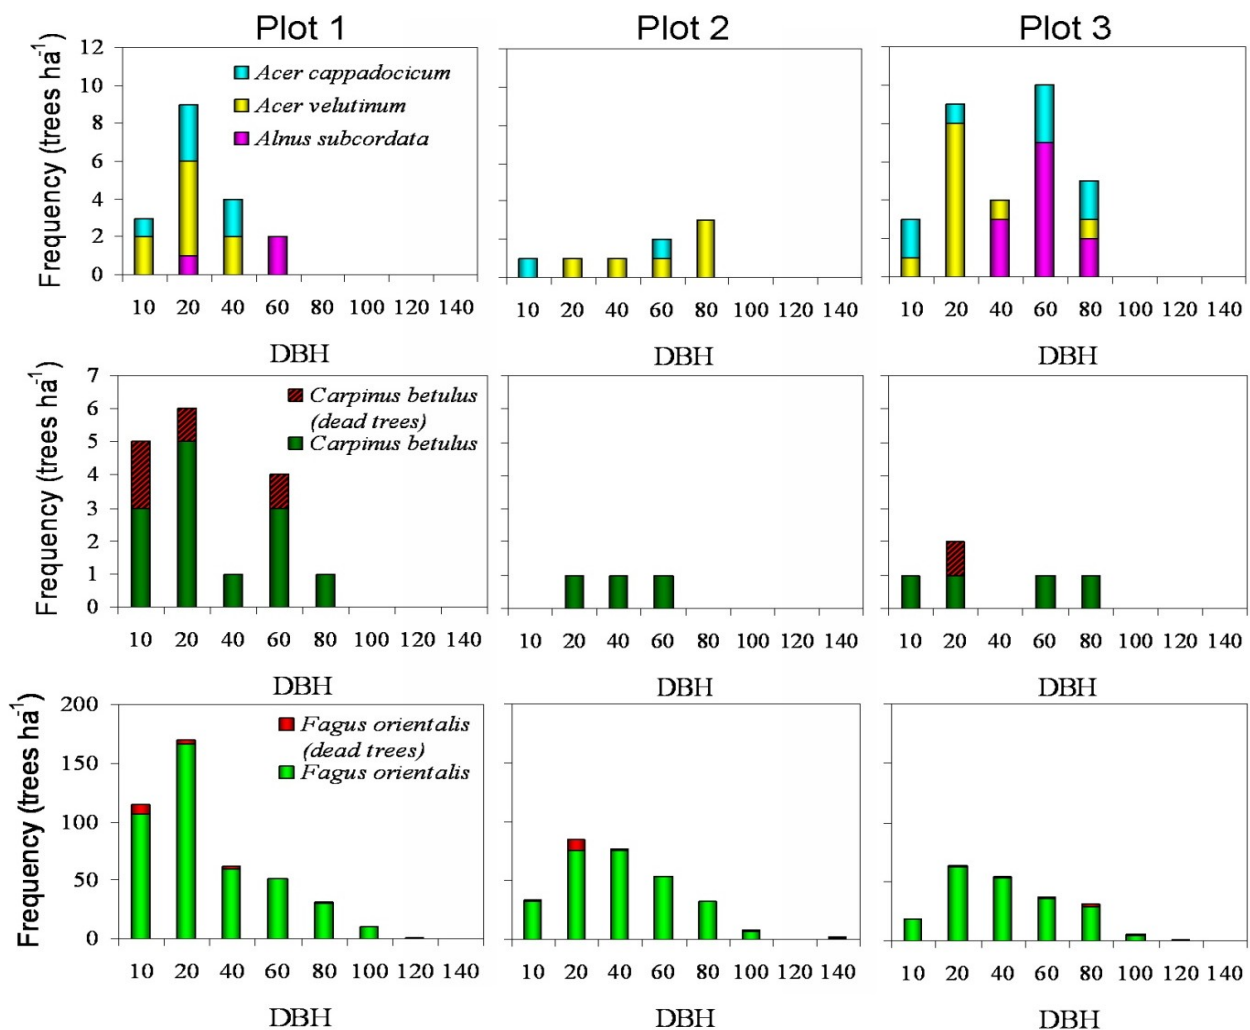 Plot 1 Plot 2 Plot 3
Frequency (trees ha⁻¹)
12
10
8
6
4
2
0
Acer cappadocicum
Acer velutinum
Alnus subcordata
10 20 40 60 80 100 120 140
10 20 40 60 80 100 120 140
10 20 40 60 80 100 120 140
DBH DBH DBH
Frequency (trees ha⁻¹)
7
6
5
4
3
2
1
0
Carpinus betulus
(dead trees)
Carpinus betulus
10 20 40 60 80 100 120 140
10 20 40 60 80 100 120 140
10 20 40 60 80 100 120 140
DBH DBH DBH
Frequency (trees ha⁻¹)
200
150
100
50
0
Fagus orientalis
(dead trees)
Fagus orientalis
10 20 40 60 80 100 120 140
10 20 40 60 80 100 120 140
10 20 40 60 80 100 120 140
DBH DBH DBH